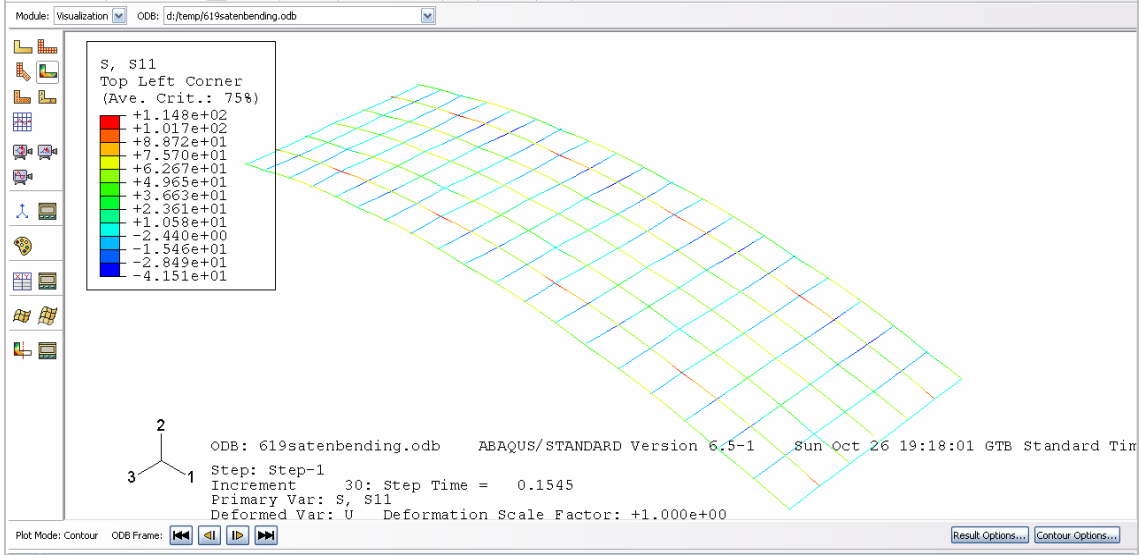 Module: Visualization ODB: d:/temp/619satenbending.odb
S, S11
Top Left Corner
(Ave. Crit.: 75%)
+1.148e+02
+1.017e+02
+8.872e+01
+7.570e+01
+6.267e+01
+4.965e+01
+3.663e+01
+2.361e+01
+1.058e+01
-2.440e+00
-1.546e+01
-2.849e+01
-4.151e+01
2
3
1
ODB: 619satenbending.odb ABAQUS/STANDARD Version 6.5-1 Sun Oct 26 19:18:01 GTB Standard Tim
Step: Step-1
Increment 30: Step Time = 0.1545
Primary Var: S, S11
Deformed Var: U Deformation Scale Factor: +1.000e+00
Plot Mode: Contour ODB Frame: Result Options... Contour Options...